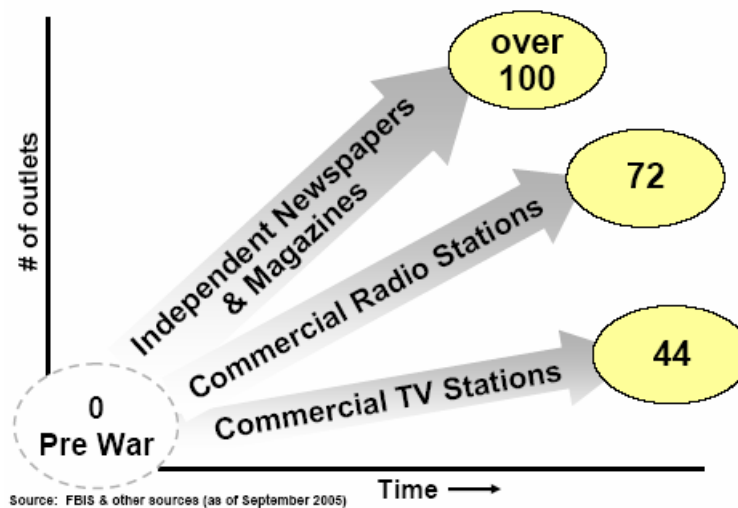 over
100
72
44
Independent Newspapers
& Magazines
Commercial Radio Stations
Commercial TV Stations
# of outlets
0
Pre War
Time
Source: FBIS & other sources (as of September 2005)